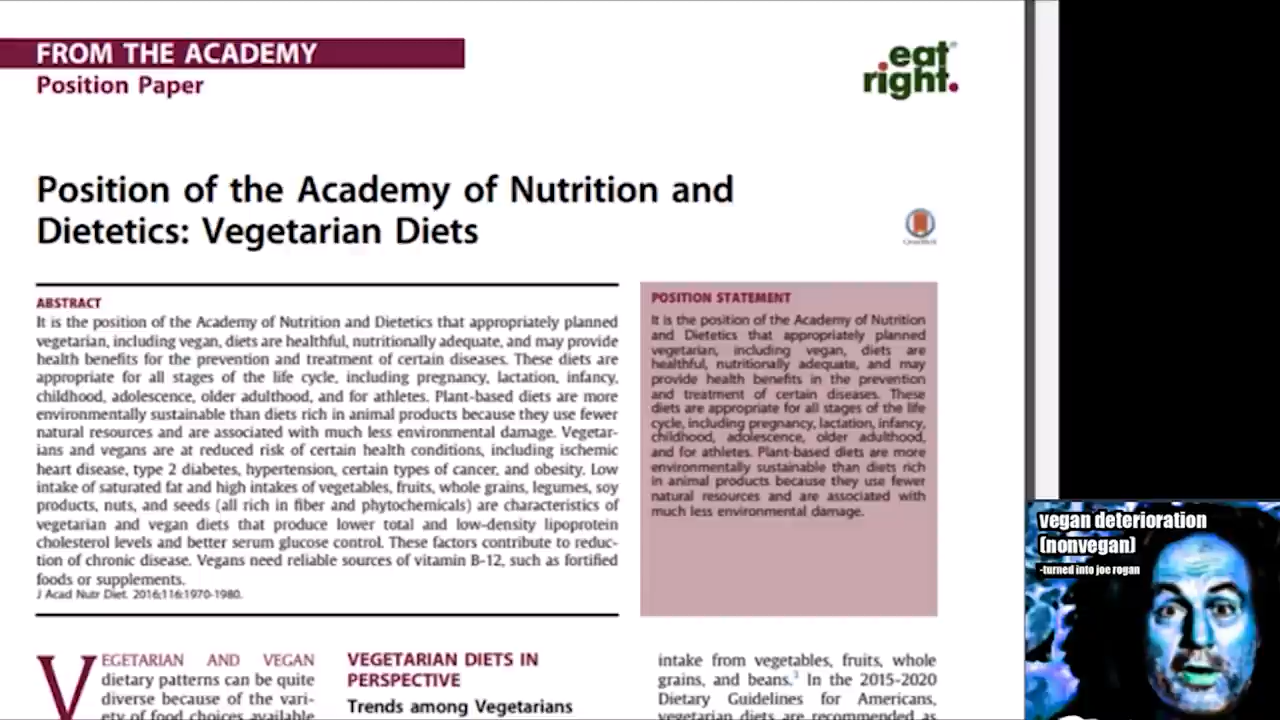 FROM THE ACADEMY
Position Paper
eat
right.
Position of the Academy of Nutrition and
Dietetics: Vegetarian Diets
ABSTRACT
It is the position of the Academy of Nutrition and Dietetics that appropriately planned
vegetarian, including vegan, diets are healthful, nutritionally adequate, and may provide
health benefits for the prevention and treatment of certain diseases. These diets are
appropriate for all stages of the life cycle, including pregnancy, lactation, infancy,
childhood, adolescence, older adulthood, and for athletes. Plant-based diets are more
environmentally sustainable than diets rich in animal products because they use fewer
natural resources and are associated with much less environmental damage. Vegetar-
ians and vegans are at reduced risk of certain health conditions, including ischemic
heart disease, type 2 diabetes, hypertension, certain types of cancer, and obesity. Low
intake of saturated fat and high intakes of vegetables, fruits, whole grains, legumes, soy
products, nuts, and seeds (all rich in fiber and phytochemicals) are characteristics of
vegetarian and vegan diets that produce lower total and low-density lipoprotein
cholesterol levels and better serum glucose control. These factors contribute to reduc-
tion of chronic disease. Vegans need reliable sources of vitamin B-12, such as fortified
foods or supplements.
J Acad Nutr Diet. 2016;116:1970-1980.
POSITION STATEMENT
It is the position of the Academy of Nutrition
and Dietetics that appropriately planned
vegetarian, including vegan, diets are
healthful, nutritionally adequate, and may
provide health benefits in the prevention
and treatment of certain diseases. These
diets are appropriate for all stages of the life
cycle, including pregnancy, lactation, infancy,
childhood, adolescence, older adulthood,
and for athletes. Plant-based diets are more
environmentally sustainable than diets rich
in animal products because they use fewer
natural resources and are associated with
much less environmental damage.
VEGETARIAN AND VEGAN
dietary patterns can be quite
diverse because of the vari-
ety of food choices available
VEGETARIAN DIETS IN
PERSPECTIVE
Trends among Vegetarians
intake from vegetables, fruits, whole
grains, and beans.3 In the 2015-2020
Dietary Guidelines for Americans,
vegetarian diets are recommended as
vegan deterioration
(nonvegan)
-turned into joe rogan